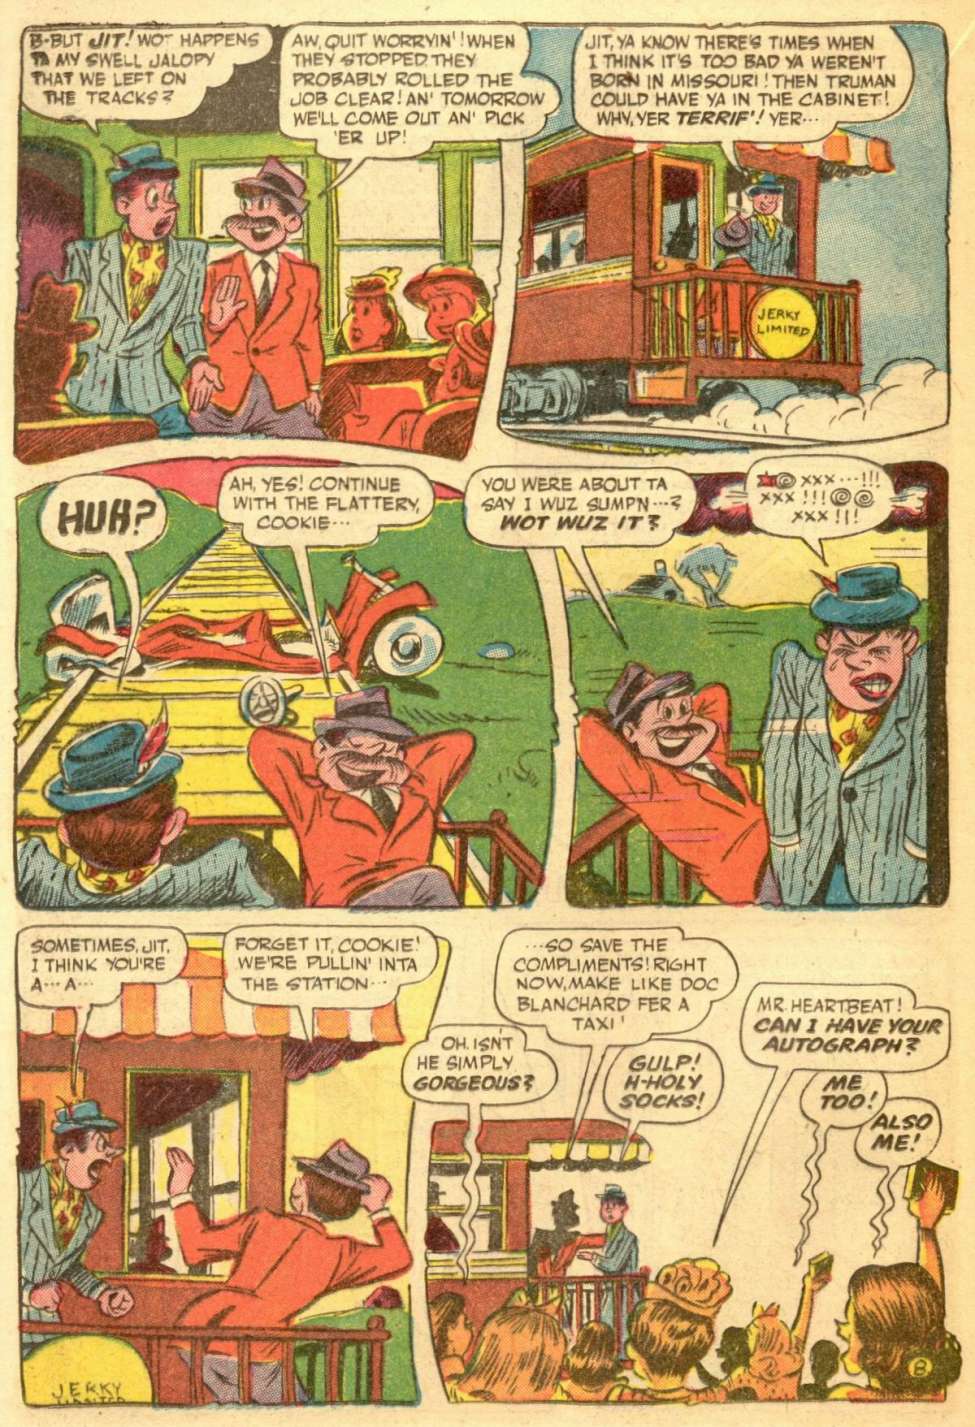 B-BUT JIT! WOT HAPPENS
TA MY SWELL JALOPY
THAT WE LEFT ON
THE TRACKS?
AW, QUIT WORRYIN'! WHEN
THEY STOPPED THEY
PROBABLY ROLLED THE
JOB CLEAR! AN' TOMORROW
WE'LL COME OUT AN' PICK
'ER UP!
JIT, YA KNOW THERE'S TIMES WHEN
I THINK IT'S TOO BAD YA WEREN'T
BORN IN MISSOURI! THEN TRUMAN
COULD HAVE YA IN THE CABINET!
WHY, YER TERRIF'! YER...
JERKY
LIMITED
HUH?
AH, YES! CONTINUE
WITH THE FLATTERY,
COOKIE...
YOU WERE ABOUT TA
SAY I WUZ SUMPN...?
WOT WUZ IT?
★@ XXX...!!!
XXX !!! @@
XXX !!!
SOMETIMES, JIT,
I THINK YOU'RE
A...A...
FORGET IT, COOKIE!
WE'RE PULLIN' INTA
THE STATION...
JERKY
LIMITED
...SO SAVE THE
COMPLIMENTS! RIGHT
NOW, MAKE LIKE DOC
BLANCHARD FER A
TAXI!
OH, ISN'T
HE SIMPLY
GORGEOUS?
GULP!
H-HOLY
SOCKS!
MR. HEARTBEAT!
CAN I HAVE YOUR
AUTOGRAPH?
ME
TOO!
ALSO
ME!
8